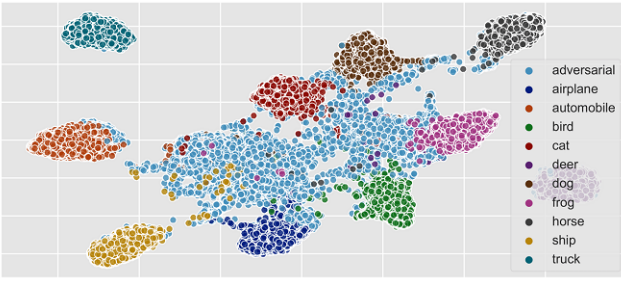 adversarial
airplane
automobile
bird
cat
deer
dog
frog
horse
ship
truck